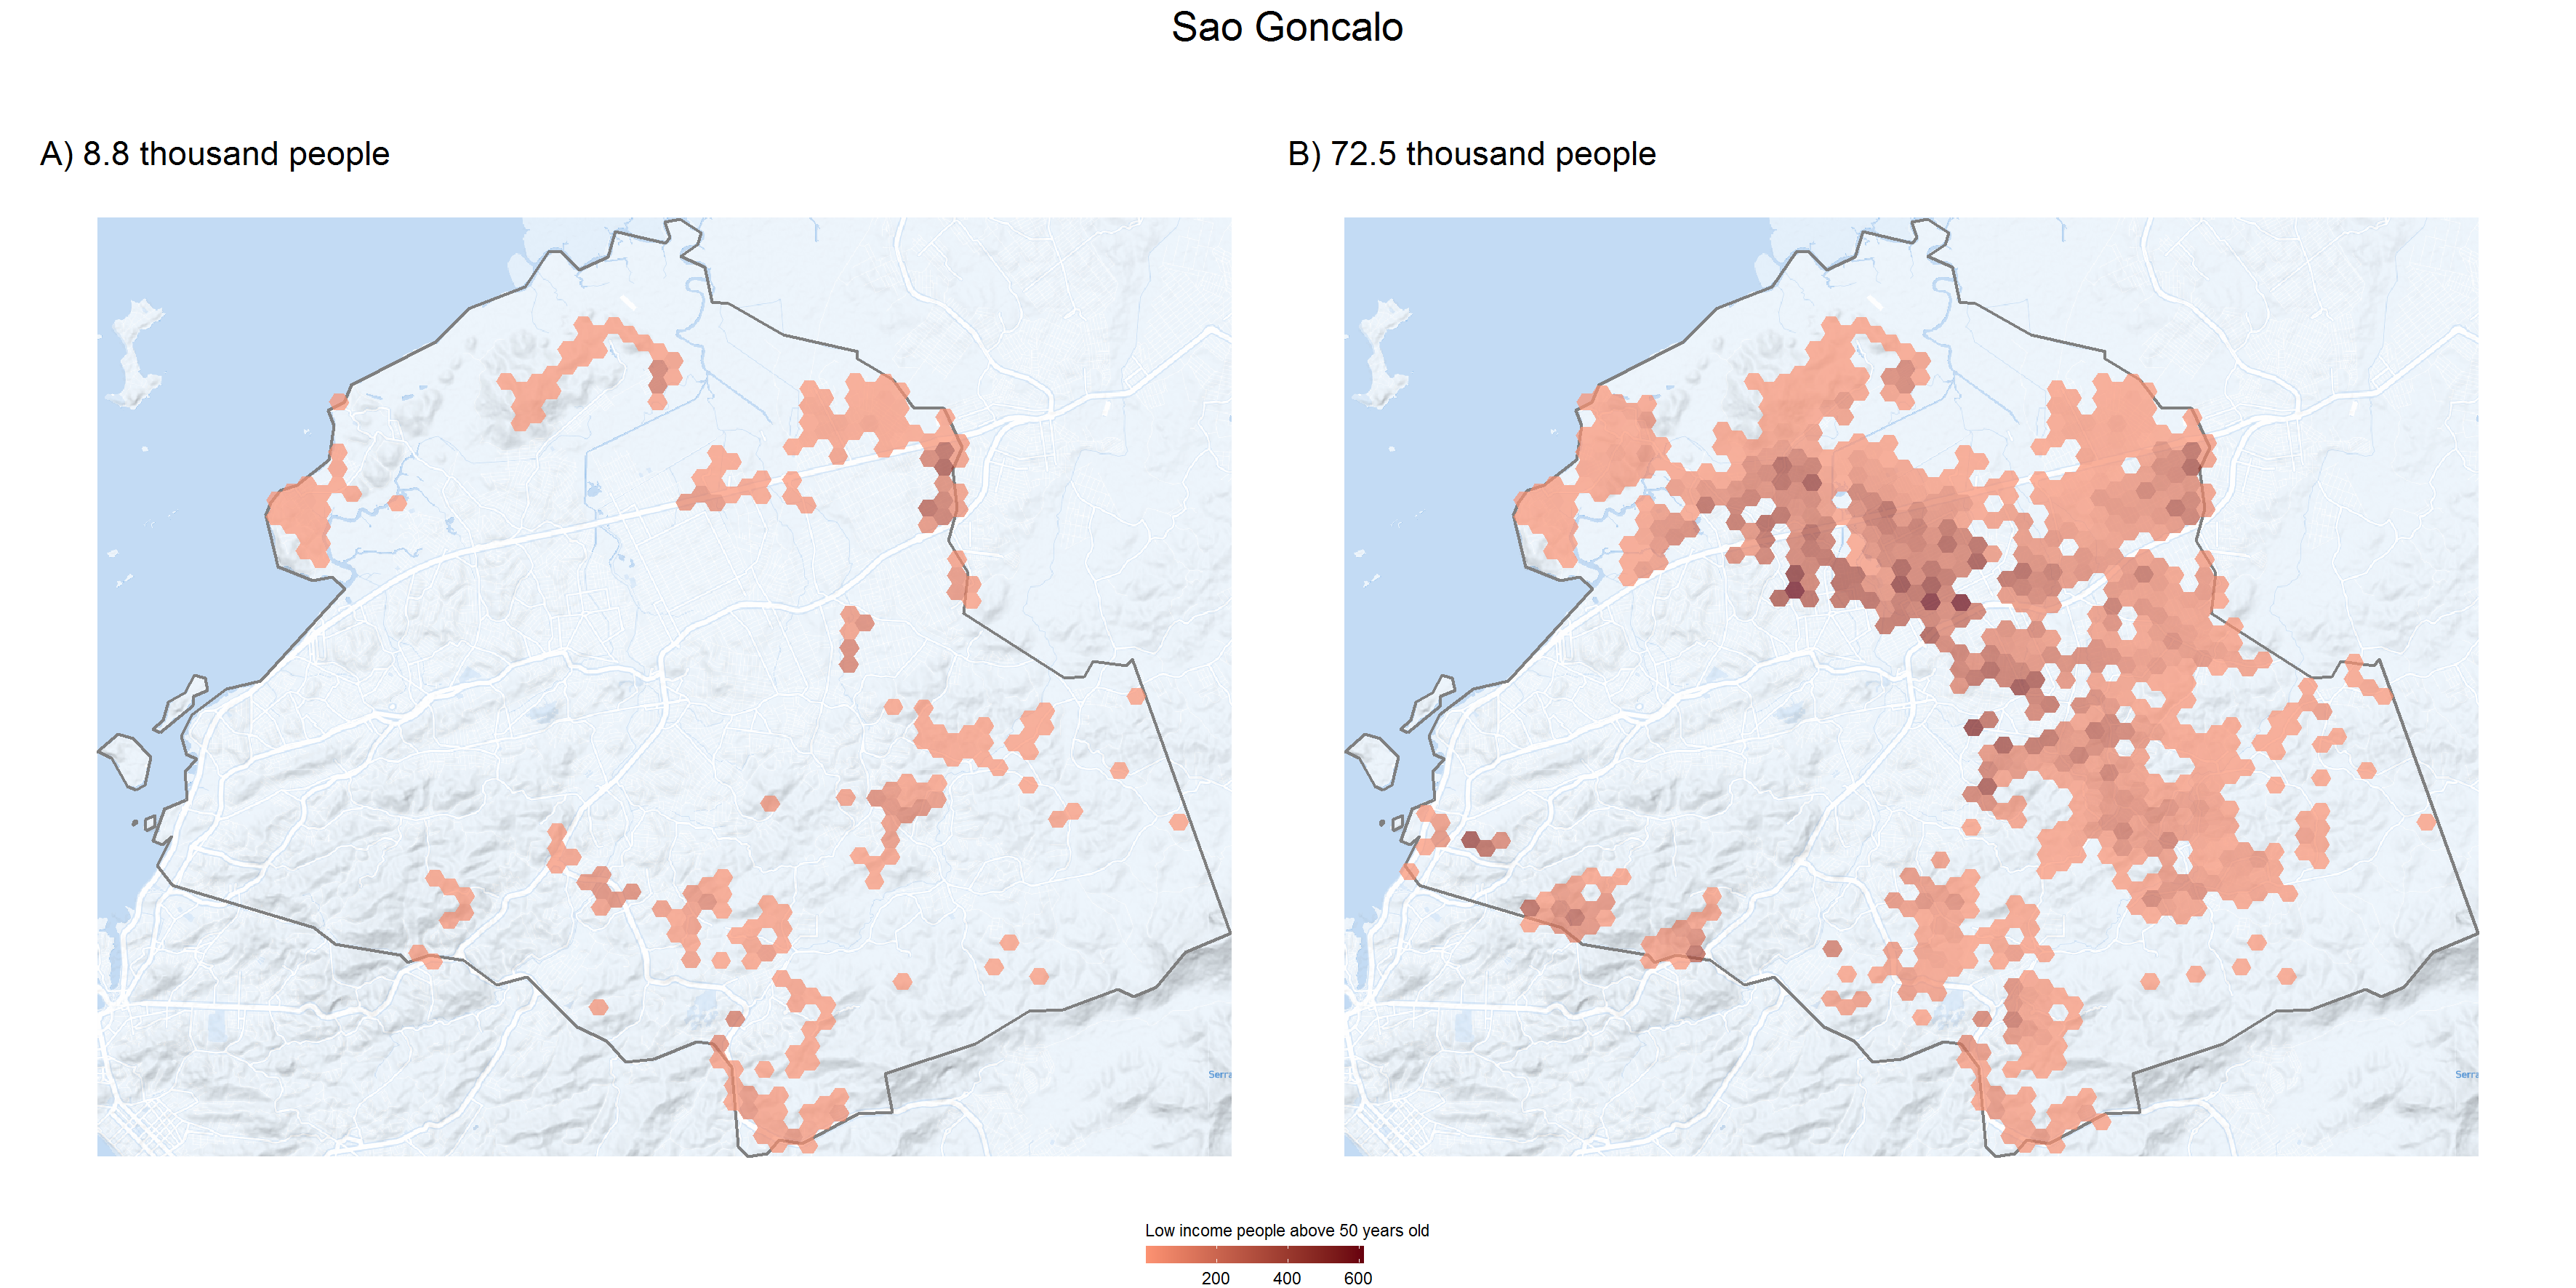 Sao Goncalo
A) 8.8 thousand people
B) 72.5 thousand people
Serra
Serra
Low income people above 50 years old
200 400 600